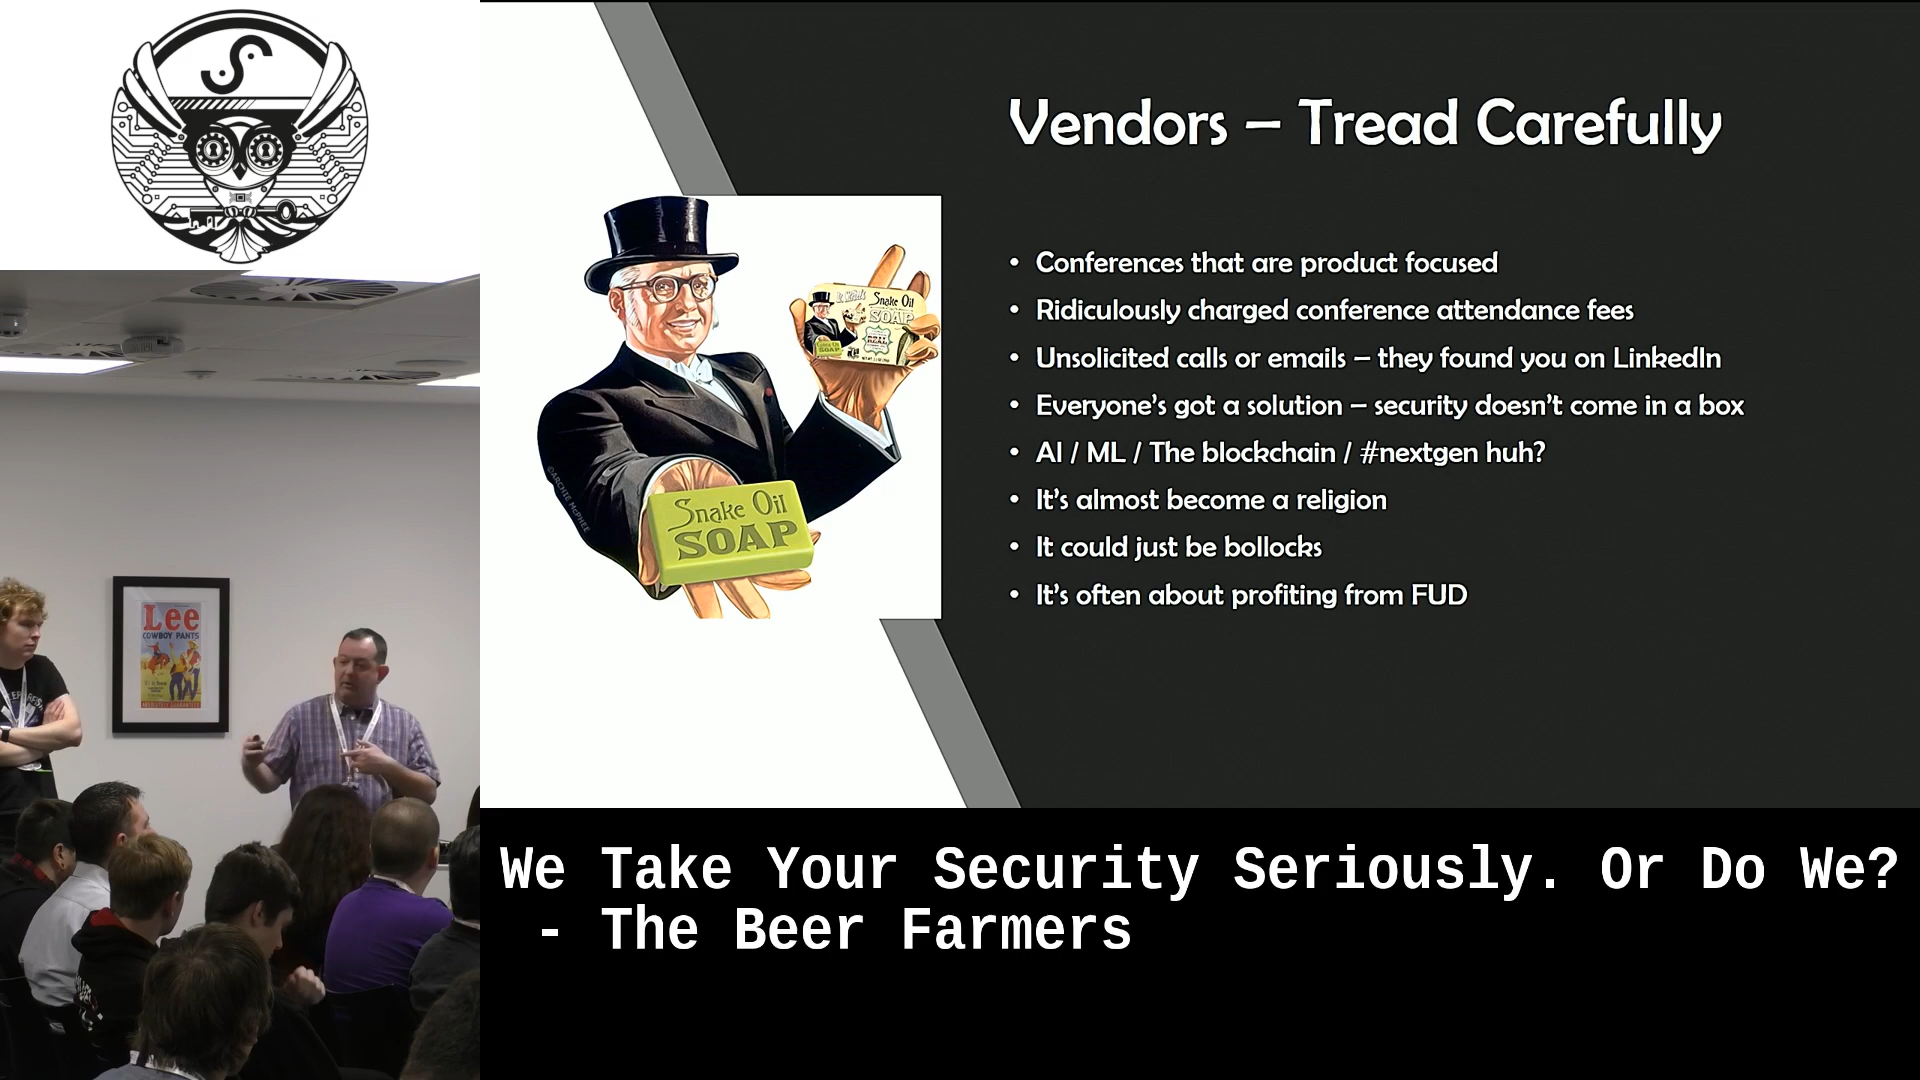 Vendors – Tread Carefully
• Conferences that are product focused
• Ridiculously charged conference attendance fees
• Unsolicited calls or emails – they found you on LinkedIn
• Everyone’s got a solution – security doesn’t come in a box
• AI / ML / The blockchain / #nextgen huh?
• It’s almost become a religion
• It could just be bollocks
• It’s often about profiting from FUD
Snake Oil
SOAP
REAL
©ARCHIE McPHEE
Snake Oil
SOAP
Lee
COWBOY PANTS
We Take Your Security Seriously. Or Do We?
- The Beer Farmers